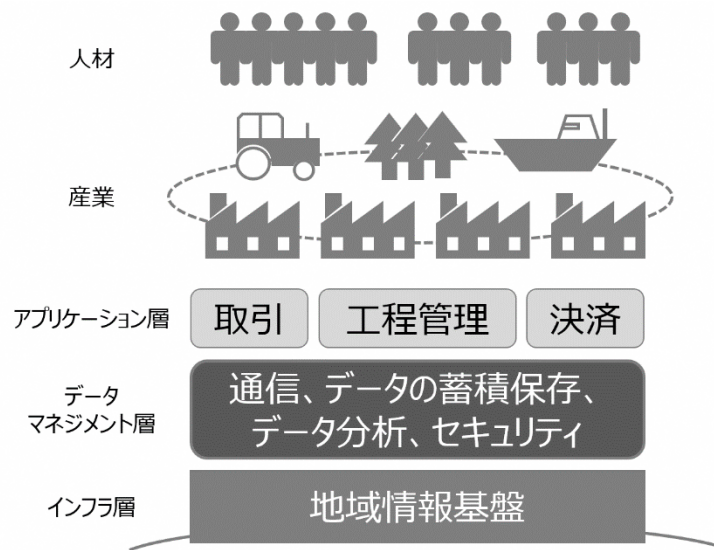 人材
産業
アプリケーション層
取引
工程管理
決済
データ
マネジメント層
通信、データの蓄積保存、
データ分析、セキュリティ
インフラ層
地域情報基盤